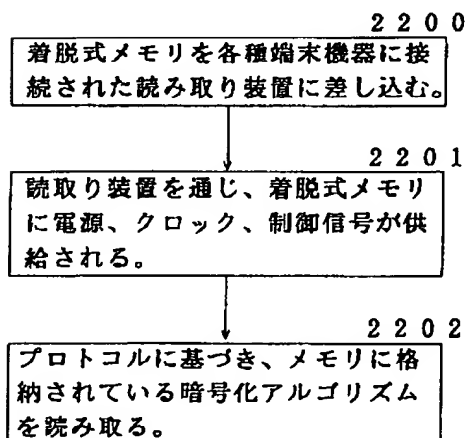 2200
着脱式メモリを各種端末機器に接
続された読み取り装置に差し込む。
2201
読取り装置を通じ、着脱式メモリ
に電源、クロック、制御信号が供
給される。
2202
プロトコルに基づき、メモリに格
納されている暗号化アルゴリズム
を読み取る。